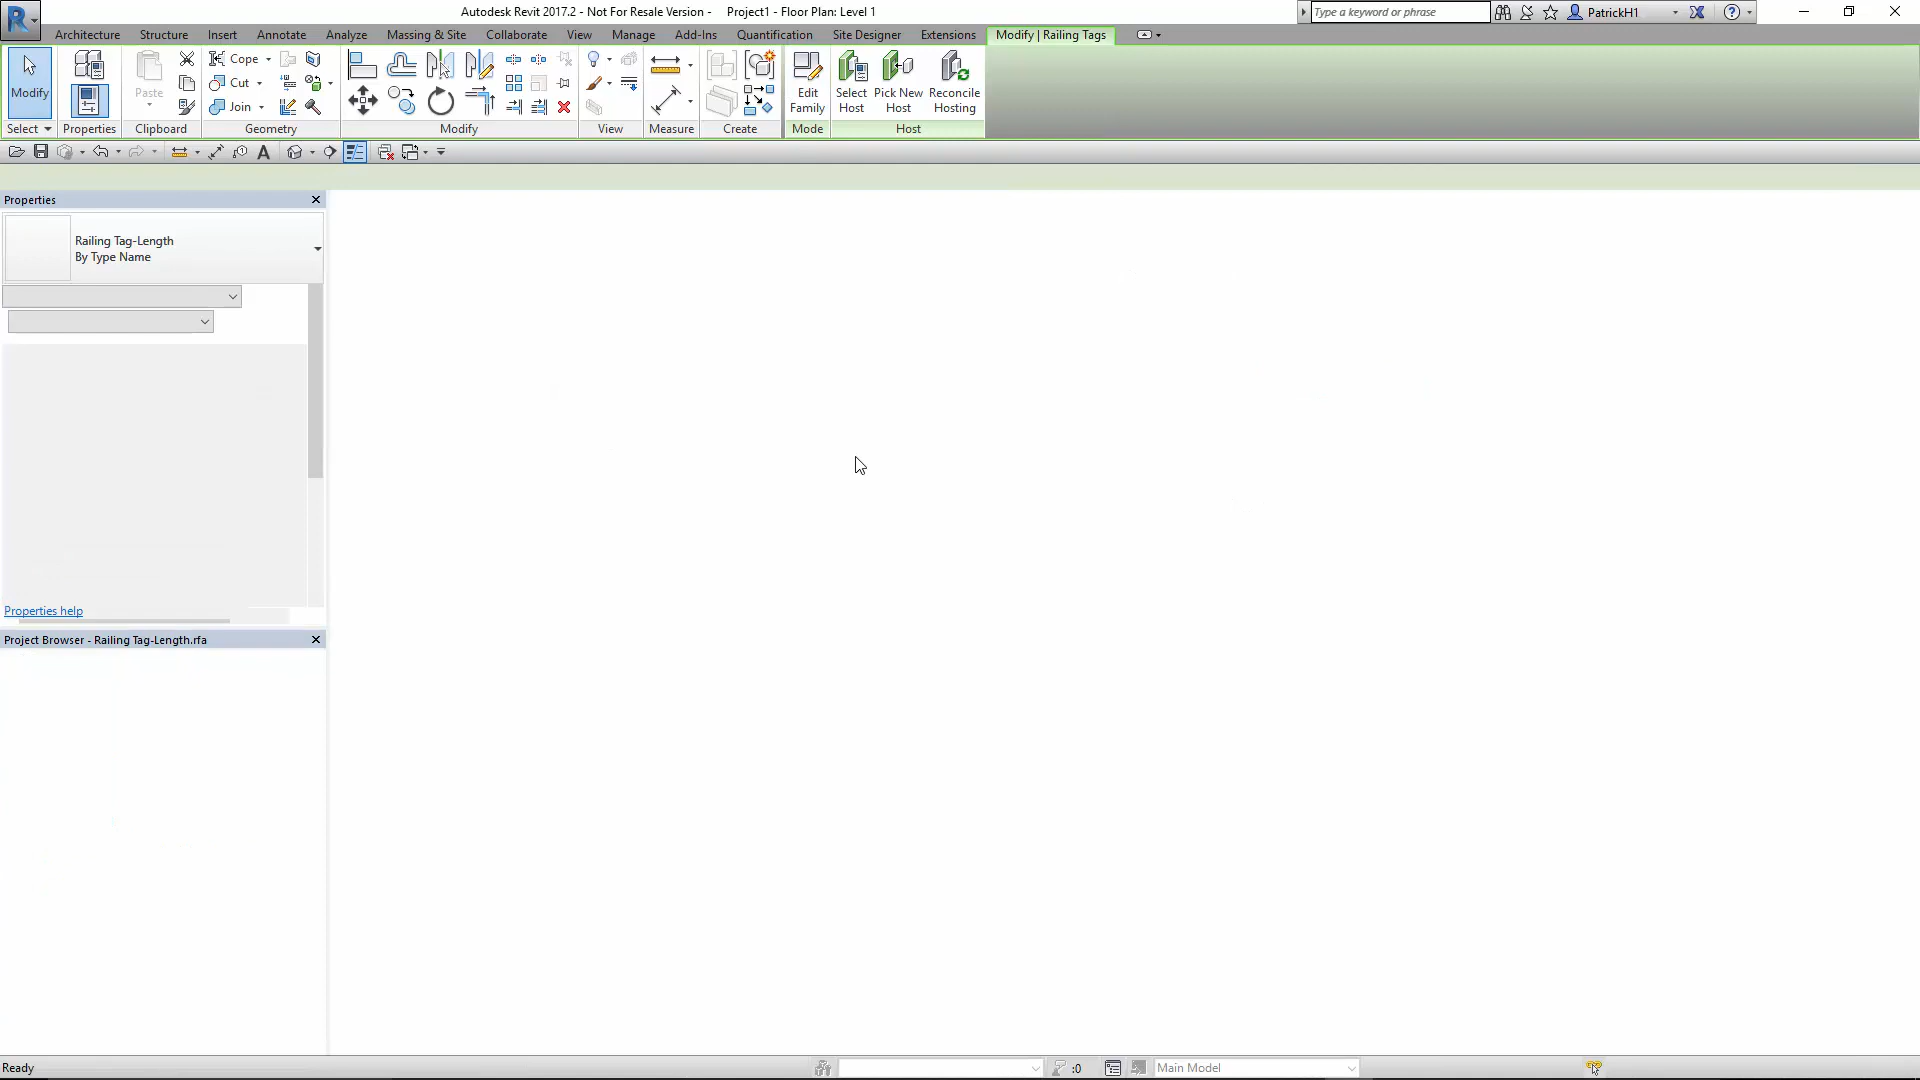 Autodesk Revit 2017.2 - Not For Resale Version - Project1 - Floor Plan: Level 1
Type a keyword or phrase
PatrickH1
Architecture Structure Insert Annotate Analyze Massing & Site Collaborate View Manage Add-Ins Quantification Site Designer Extensions Modify | Railing Tags
Modify
Paste
Cope
Cut
Join
Edit Family
Select Host
Pick New Host
Reconcile Hosting
Select Properties Clipboard Geometry Modify View Measure Create Mode Host
A
Properties
Railing Tag-Length
By Type Name
Properties help
Project Browser - Railing Tag-Length.rfa
Ready
:0
Main Model